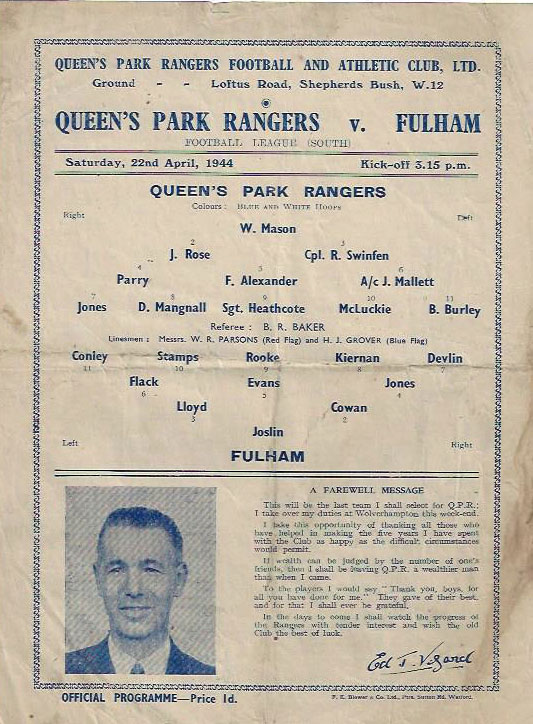 QUEEN'S PARK RANGERS FOOTBALL AND ATHLETIC CLUB, LTD.
Ground - - Loftus Road, Shepherds Bush, W.12
QUEEN'S PARK RANGERS v. FULHAM
FOOTBALL LEAGUE (SOUTH)
Saturday, 22nd April, 1944 Kick-off 3.15 p.m.
QUEEN'S PARK RANGERS
Colours : BLUE AND WHITE HOOPS
Right Left
W. Mason
2 3
J. Rose Cpl. R. Swinfen
4 5 6
Parry F. Alexander A/c J. Mallett
7 8 9 10 11
Jones D. Mangnall Sgt. Heathcote McLuckie B. Burley
Referee : B. R. BAKER
Linesmen : Messrs. W. R. PARSONS (Red Flag) and H. J. GROVER (Blue Flag)
Conley Stamps Rooke Kiernan Devlin
11 10 9 8 7
Flack Evans Jones
6 5 4
Lloyd Cowan
3 2
Joslin
Left Right
FULHAM
A FAREWELL MESSAGE
This will be the last team I shall select for Q.P.R.;
I take over my duties at Wolverhampton this week-end.
I take this opportunity of thanking all those who
have helped in making the five years I have spent
with the Club as happy as the difficult circumstances
would permit.
If wealth can be judged by the number of one's
friends, then I shall be leaving Q.P.R. a wealthier man
than when I came.
To the players I would say "Thank you, boys, for
all you have done for me." They gave of their best,
and for that I shall ever be grateful.
In the days to come I shall watch the progress of
the Rangers with tender interest and wish the old
Club the best of luck.
Ed T. Vizard
OFFICIAL PROGRAMME—Price 1d.
F. E. Blower & Co. Ltd., Ptrs. Watford.